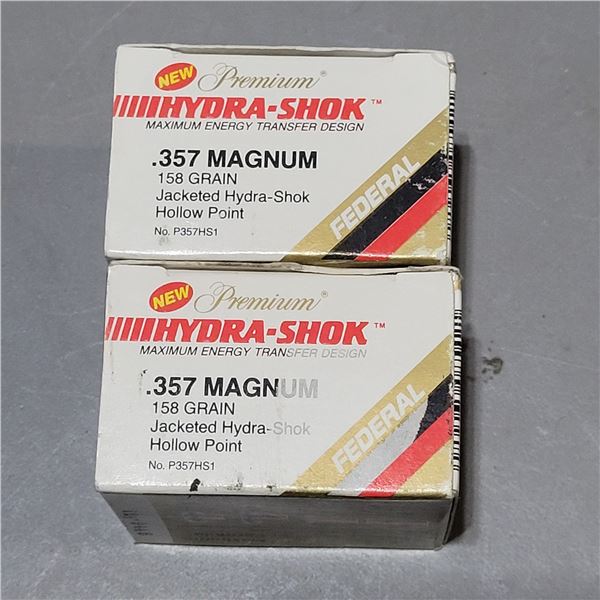 NEW Premium®
HYDRA-SHOK™
MAXIMUM ENERGY TRANSFER DESIGN
.357 MAGNUM
158 GRAIN
Jacketed Hydra-Shok
Hollow Point
No. P357HS1
FEDERAL
NEW Premium®
HYDRA-SHOK™
MAXIMUM ENERGY TRANSFER DESIGN
.357 MAGNUM
158 GRAIN
Jacketed Hydra-Shok
Hollow Point
No. P357HS1
FEDERAL